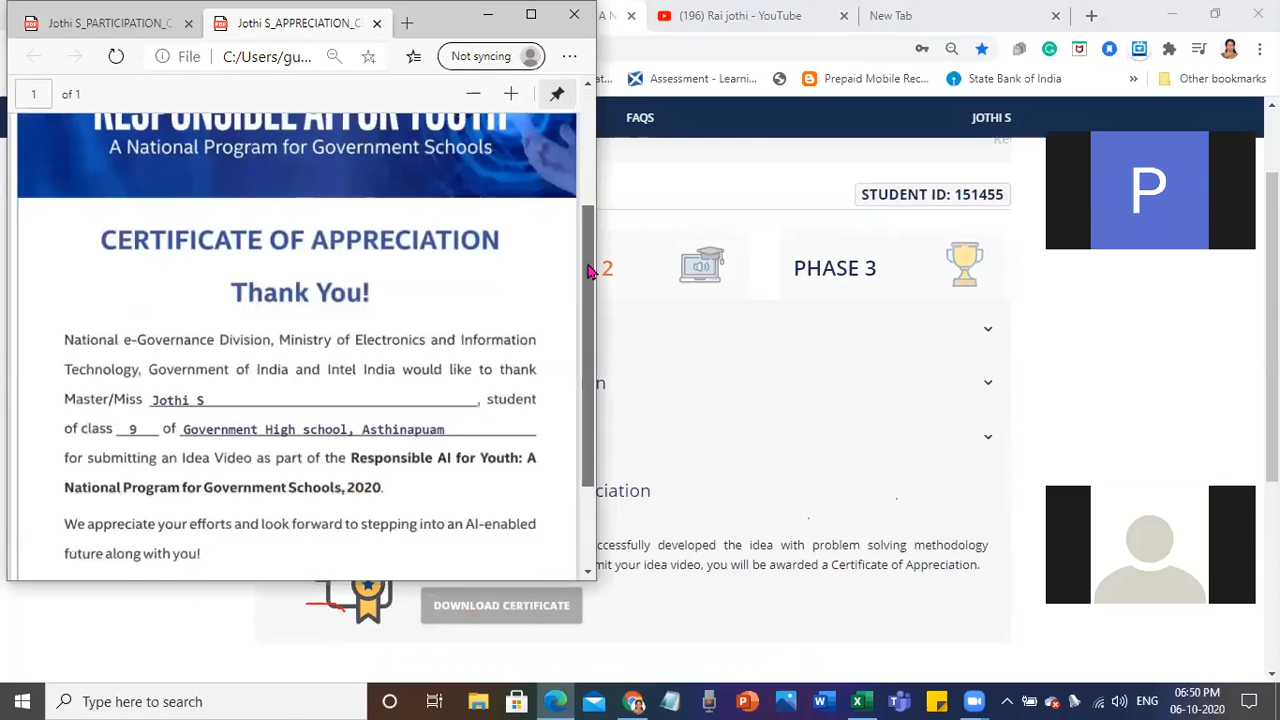 Jothi S_PARTICIPATION_C
Jothi S_APPRECIATION_C
File
C:/Users/gu...
Not syncing
1 of 1
RESPONSIBLE AI FOR YOUTH
A National Program for Government Schools
CERTIFICATE OF APPRECIATION
Thank You!
National e-Governance Division, Ministry of Electronics and Information
Technology, Government of India and Intel India would like to thank
Master/Miss Jothi S, student
of class 9 of Government High school, Asthinapuam
for submitting an Idea Video as part of the Responsible AI for Youth: A
National Program for Government Schools, 2020.
We appreciate your efforts and look forward to stepping into an AI-enabled
future along with you!
(196) Rai jothi - YouTube
New Tab
Assessment - Learni...
Prepaid Mobile Rec...
State Bank of India
Other bookmarks
FAQS
JOTHI S
STUDENT ID: 151455
2
PHASE 3
n
ciation
ccessfully developed the idea with problem solving methodology
mit your idea video, you will be awarded a Certificate of Appreciation.
DOWNLOAD CERTIFICATE
P
Type here to search
ENG
06:50 PM
06-10-2020